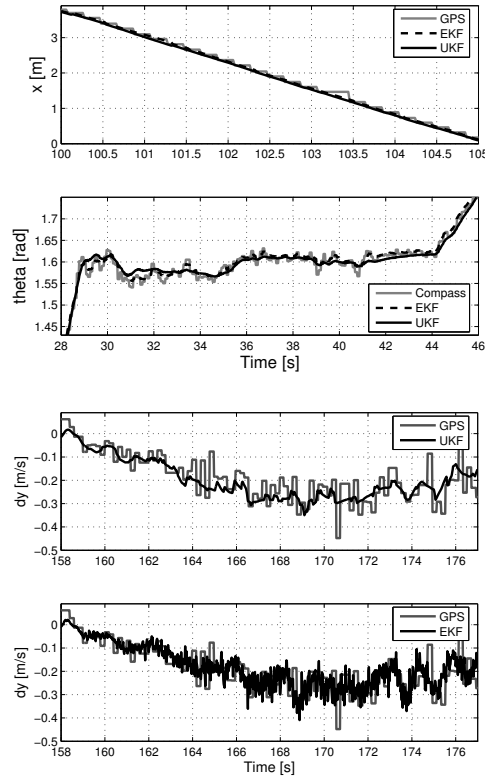 GPS
EKF
UKF
x [m]
3
2
1
0
100 100.5 101 101.5 102 102.5 103 103.5 104 104.5 105
Compass
EKF
UKF
theta [rad]
1.7
1.65
1.6
1.55
1.5
1.45
28 30 32 34 36 38 40 42 44 46
Time [s]
GPS
UKF
dy [m/s]
0
−0.1
−0.2
−0.3
−0.4
−0.5
158 160 162 164 166 168 170 172 174 176
GPS
EKF
dy [m/s]
0
−0.1
−0.2
−0.3
−0.4
−0.5
158 160 162 164 166 168 170 172 174 176
Time [s]